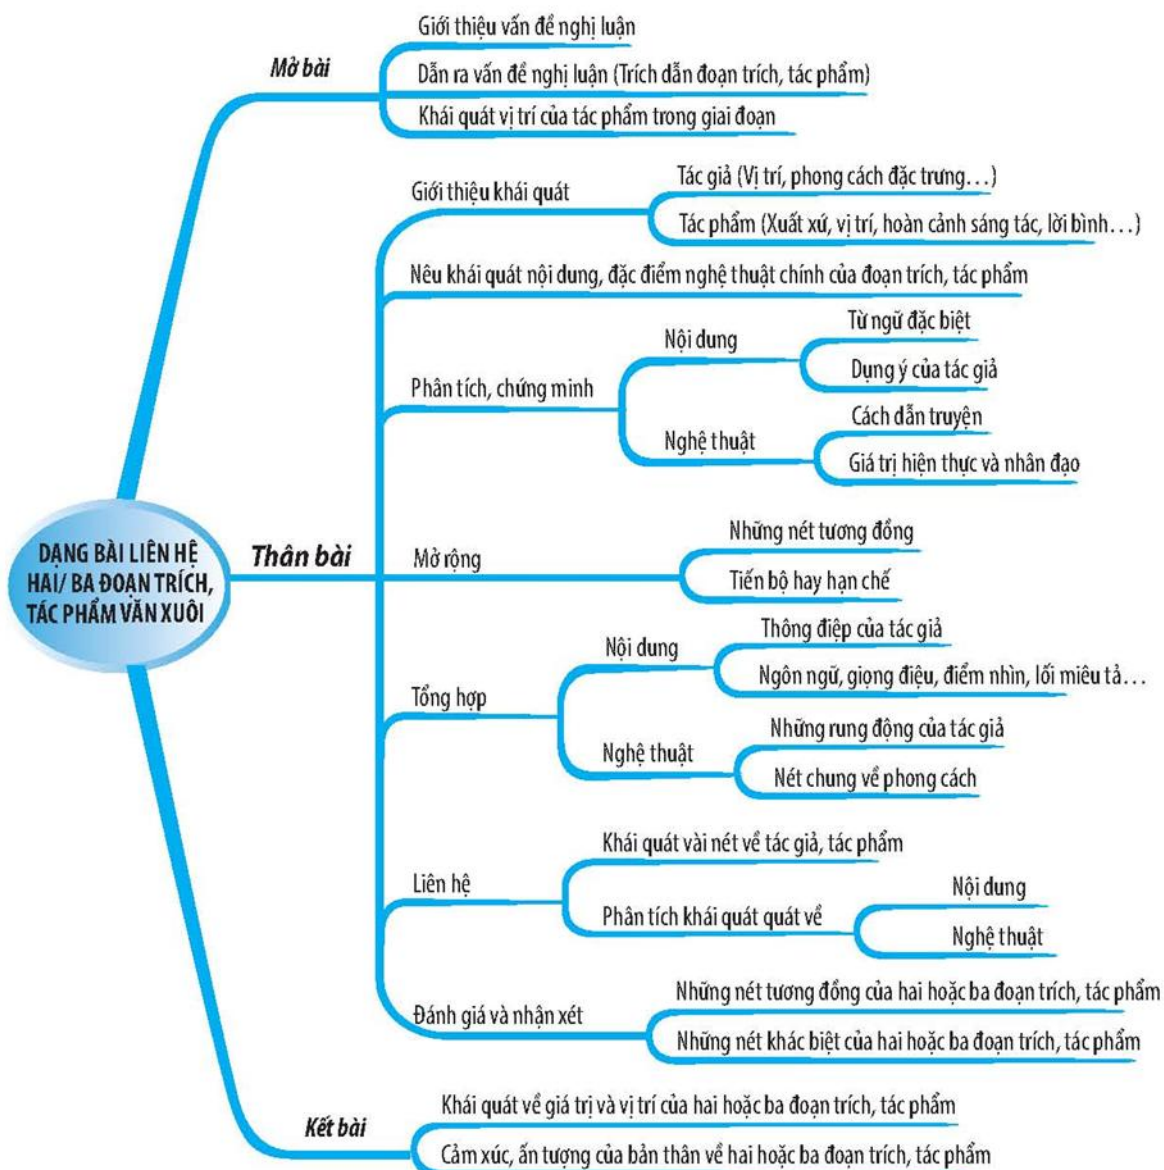 Giới thiệu vấn đề nghị luận
Mở bài
Dẫn ra vấn đề nghị luận (Trích dẫn đoạn trích, tác phẩm)
Khái quát vị trí của tác phẩm trong giai đoạn
Tác giả (Vị trí, phong cách đặc trưng…)
Giới thiệu khái quát
Tác phẩm (Xuất xứ, vị trí, hoàn cảnh sáng tác, lời bình…)
Nêu khái quát nội dung, đặc điểm nghệ thuật chính của đoạn trích, tác phẩm
Từ ngữ đặc biệt
Nội dung
Dụng ý của tác giả
Phân tích, chứng minh
Cách dẫn truyện
Nghệ thuật
Giá trị hiện thực và nhân đạo
DẠNG BÀI LIÊN HỆ
HAI/ BA ĐOẠN TRÍCH,
TÁC PHẨM VĂN XUÔI
Thân bài
Những nét tương đồng
Mở rộng
Tiến bộ hay hạn chế
Thông điệp của tác giả
Nội dung
Ngôn ngữ, giọng điệu, điểm nhìn, lối miêu tả…
Tổng hợp
Những rung động của tác giả
Nghệ thuật
Nét chung về phong cách
Khái quát vài nét về tác giả, tác phẩm
Liên hệ
Nội dung
Phân tích khái quát quát về
Nghệ thuật
Những nét tương đồng của hai hoặc ba đoạn trích, tác phẩm
Đánh giá và nhận xét
Những nét khác biệt của hai hoặc ba đoạn trích, tác phẩm
Khái quát về giá trị và vị trí của hai hoặc ba đoạn trích, tác phẩm
Kết bài
Cảm xúc, ấn tượng của bản thân về hai hoặc ba đoạn trích, tác phẩm